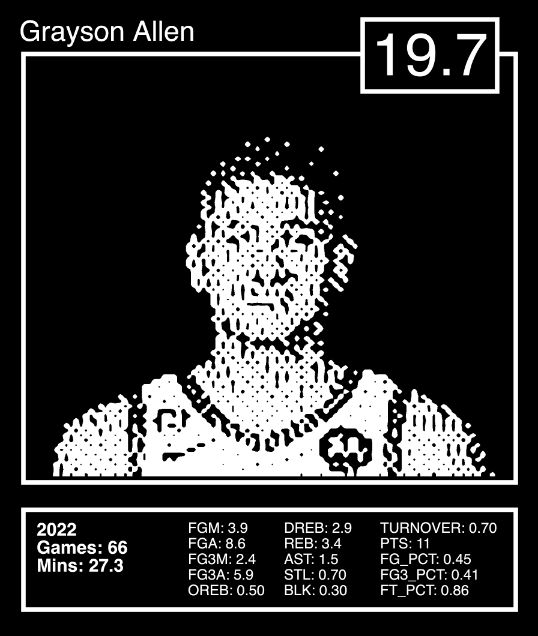 Grayson Allen
19.7
2022
Games: 66
Mins: 27.3
FGM: 3.9
FGA: 8.6
FG3M: 2.4
FG3A: 5.9
OREB: 0.50
DREB: 2.9
REB: 3.4
AST: 1.5
STL: 0.70
BLK: 0.30
TURNOVER: 0.70
PTS: 11
FG_PCT: 0.45
FG3_PCT: 0.41
FT_PCT: 0.86